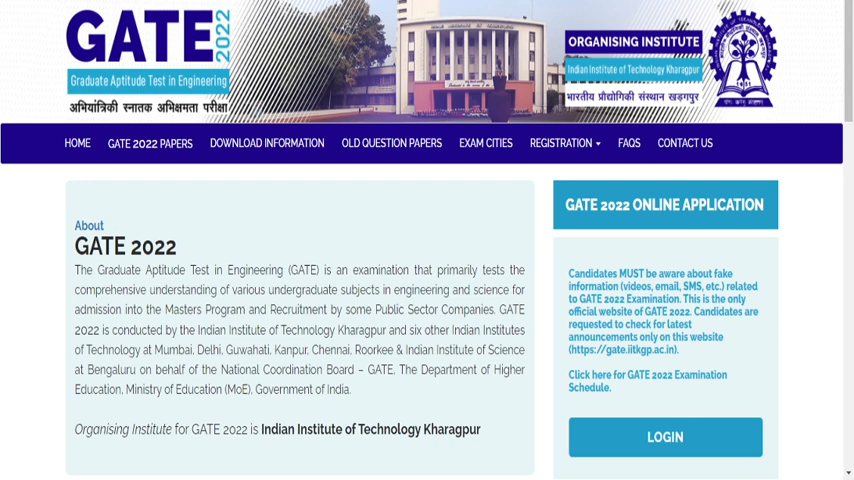 GATE 2022
Graduate Aptitude Test in Engineering
अभियांत्रिकी स्नातक अभिक्षमता परीक्षा
ORGANISING INSTITUTE
Indian Institute of Technology Kharagpur
भारतीय प्रौद्योगिकी संस्थान खड़गपुर
HOME GATE 2022 PAPERS DOWNLOAD INFORMATION OLD QUESTION PAPERS EXAM CITIES REGISTRATION FAQS CONTACT US
About
GATE 2022
The Graduate Aptitude Test in Engineering (GATE) is an examination that primarily tests the
comprehensive understanding of various undergraduate subjects in engineering and science for
admission into the Masters Program and Recruitment by some Public Sector Companies. GATE
2022 is conducted by the Indian Institute of Technology Kharagpur and six other Indian Institutes
of Technology at Mumbai, Delhi, Guwahati, Kanpur, Chennai, Roorkee & Indian Institute of Science
at Bengaluru on behalf of the National Coordination Board – GATE, The Department of Higher
Education, Ministry of Education (MoE), Government of India.
Organising Institute for GATE 2022 is Indian Institute of Technology Kharagpur
GATE 2022 ONLINE APPLICATION
Candidates MUST be aware about fake
information (videos, email, SMS, etc.) related
to GATE 2022 Examination. This is the only
official website of GATE 2022. Candidates are
requested to check for latest
announcements only on this website
(https://gate.iitkgp.ac.in).
Click here for GATE 2022 Examination
Schedule.
LOGIN